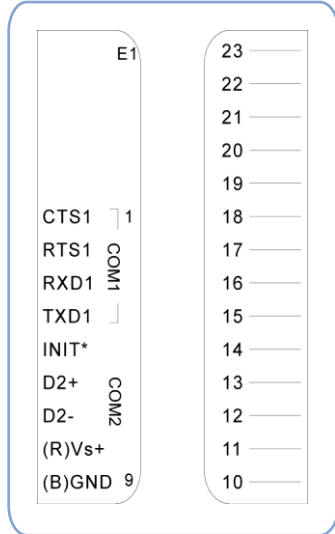 E1
CTS1 1
RTS1
RXD1
TXD1
COM1
INIT*
D2+
D2-
COM2
(R)Vs+
(B)GND 9
23
22
21
20
19
18
17
16
15
14
13
12
11
10